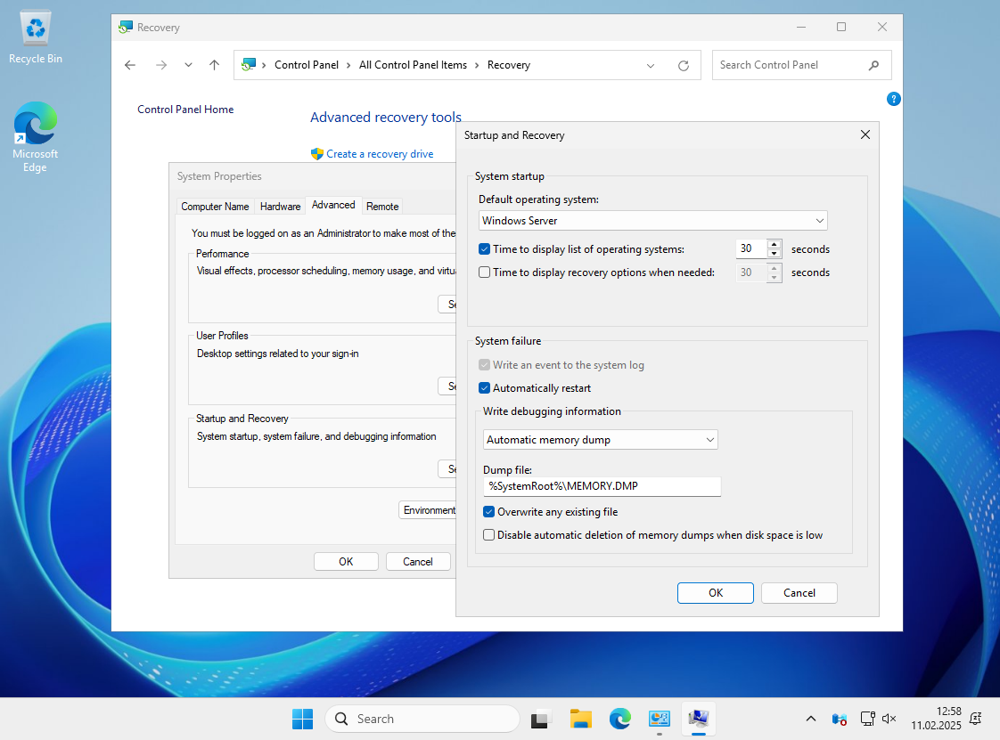 Recycle Bin
Microsoft
Edge
Recovery
Control Panel
All Control Panel Items
Recovery
Search Control Panel
Control Panel Home
?
Advanced recovery tools
Create a recovery drive
System Properties
Computer Name
Hardware
Advanced
Remote
You must be logged on as an Administrator to make most of the
Performance
Visual effects, processor scheduling, memory usage, and virtu
Se
User Profiles
Desktop settings related to your sign-in
Se
Startup and Recovery
System startup, system failure, and debugging information
Se
Environment
OK
Cancel
Startup and Recovery
System startup
Default operating system:
Windows Server
Time to display list of operating systems:
30
seconds
Time to display recovery options when needed:
30
seconds
System failure
Write an event to the system log
Automatically restart
Write debugging information
Automatic memory dump
Dump file:
%SystemRoot%\MEMORY.DMP
Overwrite any existing file
Disable automatic deletion of memory dumps when disk space is low
OK
Cancel
Search
12:58
11.02.2025